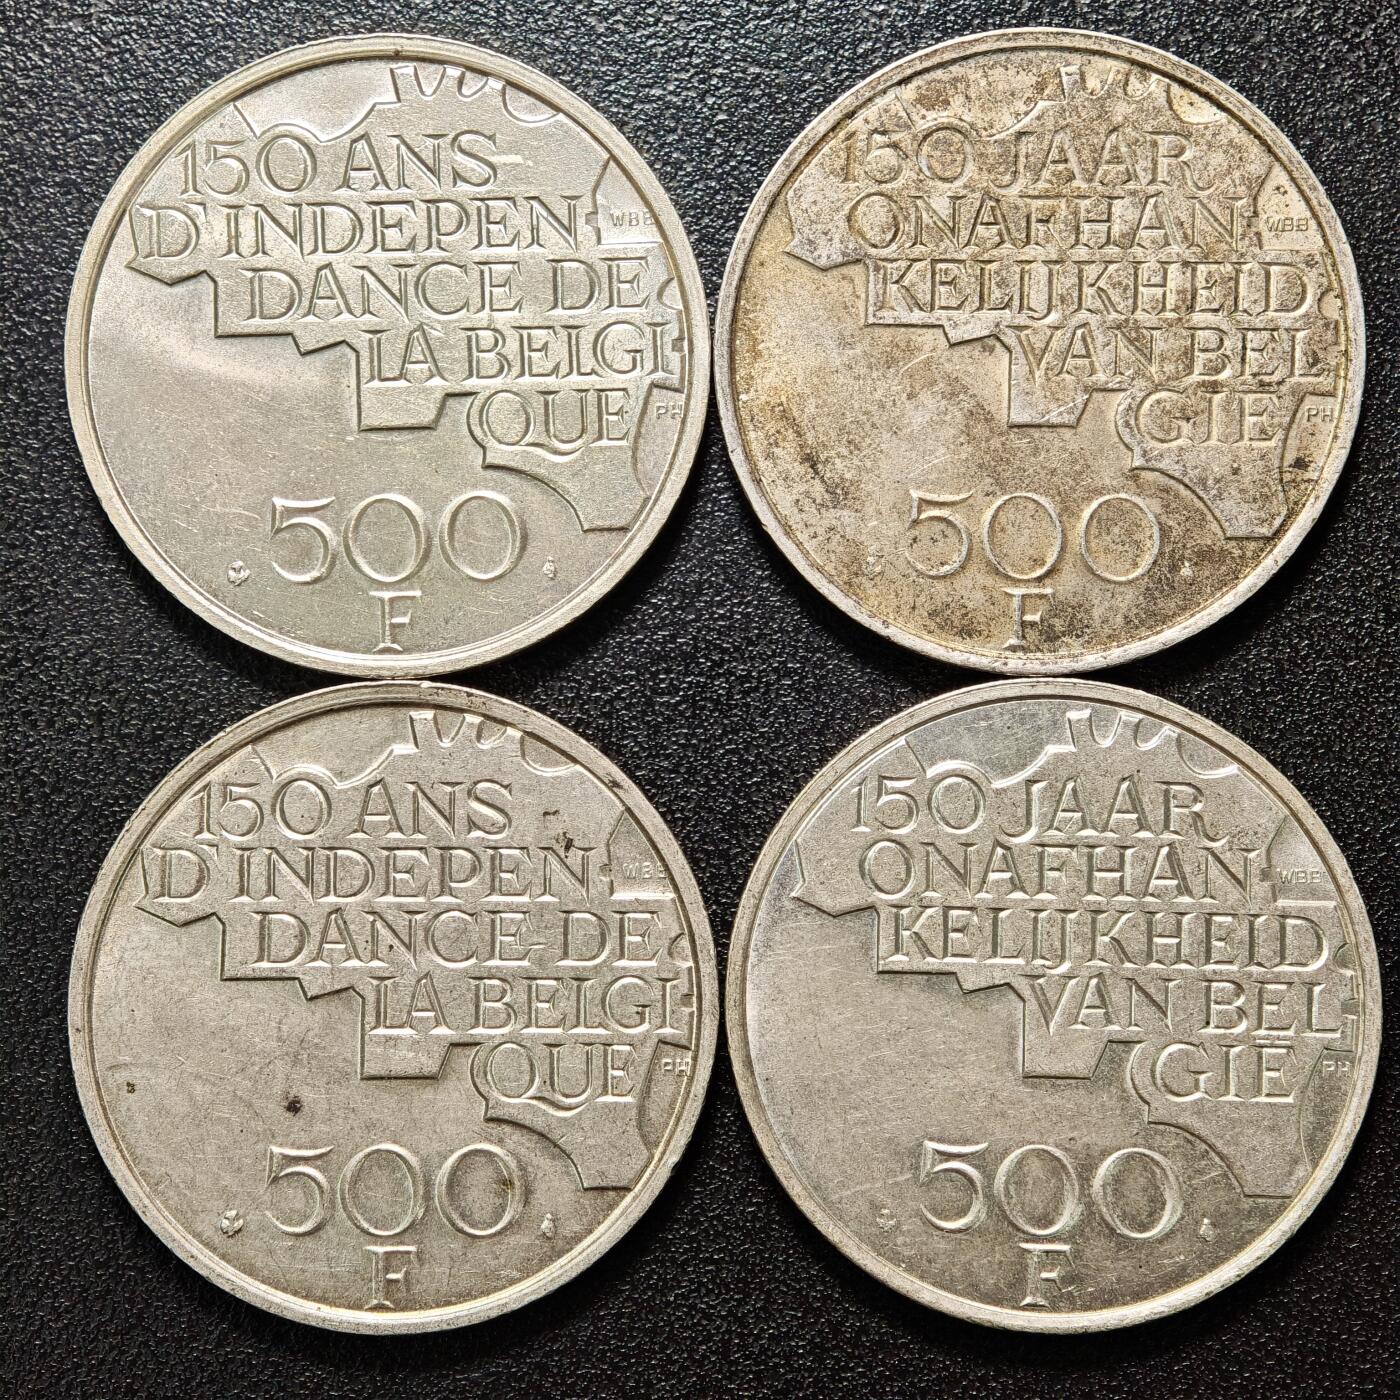 150 ANS
D'INDEPEN
WBB
DANCE DE
LA BELGI
QUE
PH
500
F
150 JAAR
ONAFHAN
WBB
KELIJKHEID
VAN BEL
GIE
PH
500
F
150 ANS
D'INDEPEN
WBB
DANCE DE
LA BELGI
QUE
PH
500
F
150 JAAR
ONAFHAN
WBB
KELIJKHEID
VAN BEL
GIE
PH
500
F